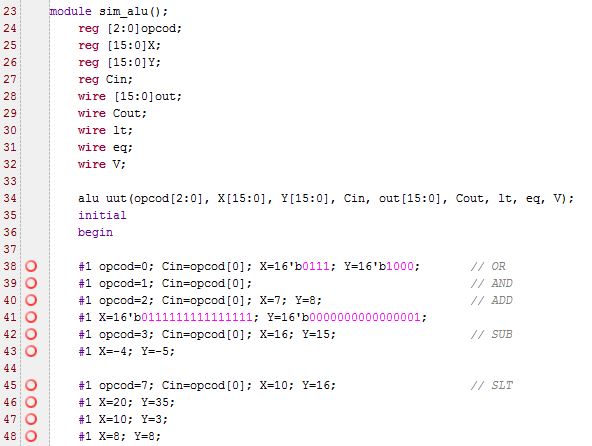 23 module sim_alu();
24 reg [2:0]opcod;
25 reg [15:0]X;
26 reg [15:0]Y;
27 reg Cin;
28 wire [15:0]out;
29 wire Cout;
30 wire lt;
31 wire eq;
32 wire V;
33
34 alu uut(opcod[2:0], X[15:0], Y[15:0], Cin, out[15:0], Cout, lt, eq, V);
35 initial
36 begin
37
38 #1 opcod=0; Cin=opcod[0]; X=16'b0111; Y=16'b1000; // OR
39 #1 opcod=1; Cin=opcod[0]; // AND
40 #1 opcod=2; Cin=opcod[0]; X=7; Y=8; // ADD
41 #1 X=16'b0111111111111111; Y=16'b0000000000000001;
42 #1 opcod=3; Cin=opcod[0]; X=16; Y=15; // SUB
43 #1 X=-4; Y=-5;
44
45 #1 opcod=7; Cin=opcod[0]; X=10; Y=16; // SLT
46 #1 X=20; Y=35;
47 #1 X=10; Y=3;
48 #1 X=8; Y=8;